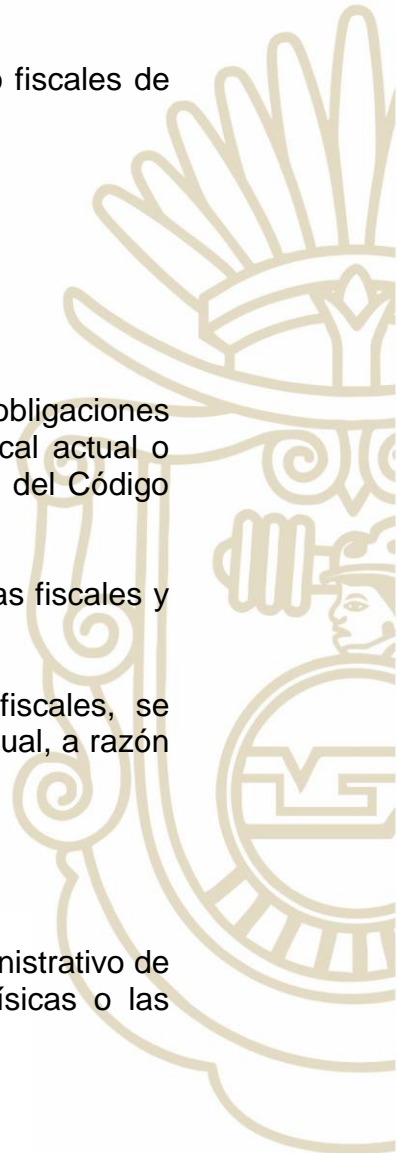 o fiscales de
obligaciones
cal actual o
del Código
as fiscales y
fiscales, se
ual, a razón
nistrativo de
ísicas o las